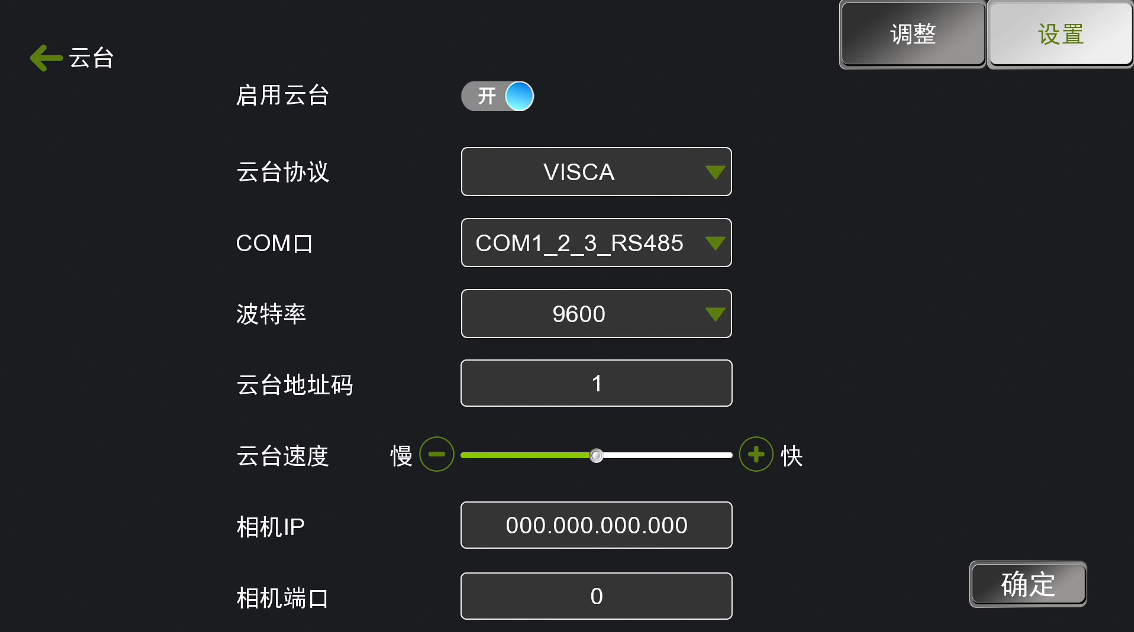 云台
调整
设置
启用云台
开
云台协议
VISCA
COM口
COM1_2_3_RS485
波特率
9600
云台地址码
1
云台速度
慢
快
相机IP
000.000.000.000
相机端口
0
确定